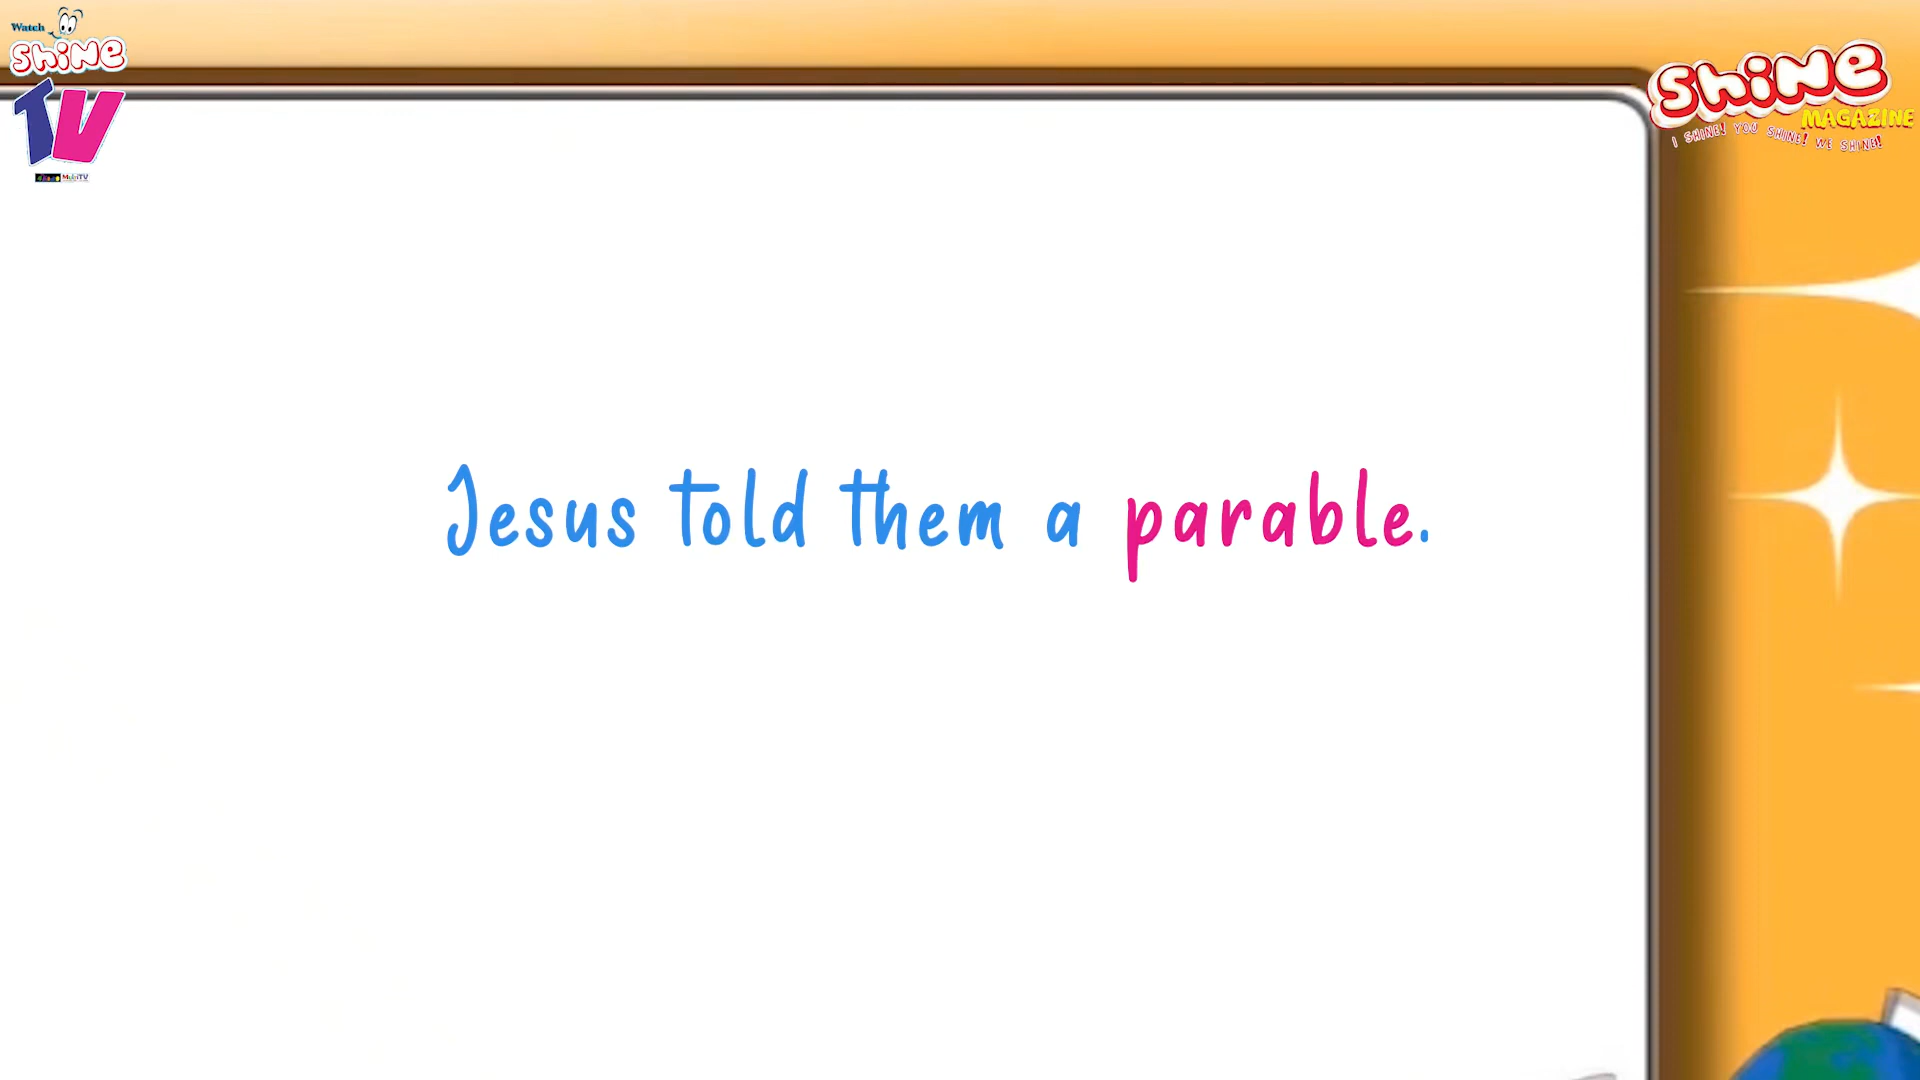 Watch
Shine
TV
Shine
MAGAZINE
I SHINE! YOU SHINE! WE SHINE!
Jesus told them a parable.